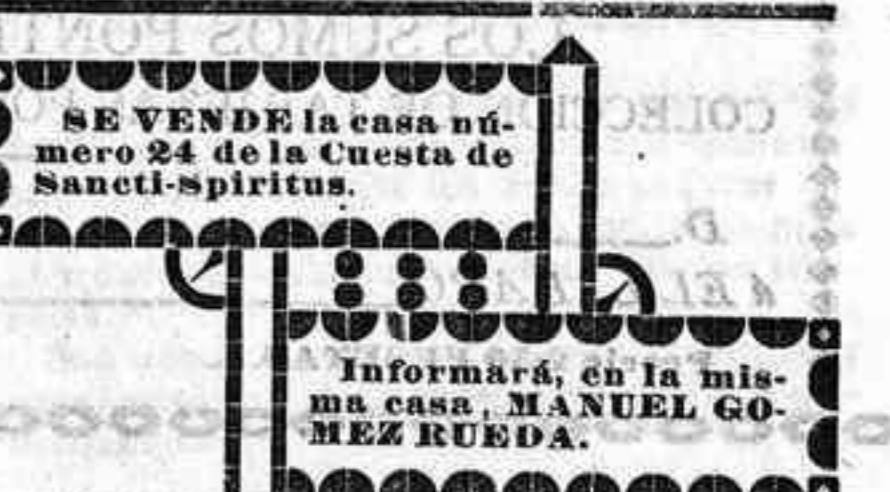 SE VENDE la casa nú-
mero 24 de la Cuesta de
Sancti-Spiritus.
Informará, en la mis-
ma casa, MANUEL GO-
MEZ RUEDA.